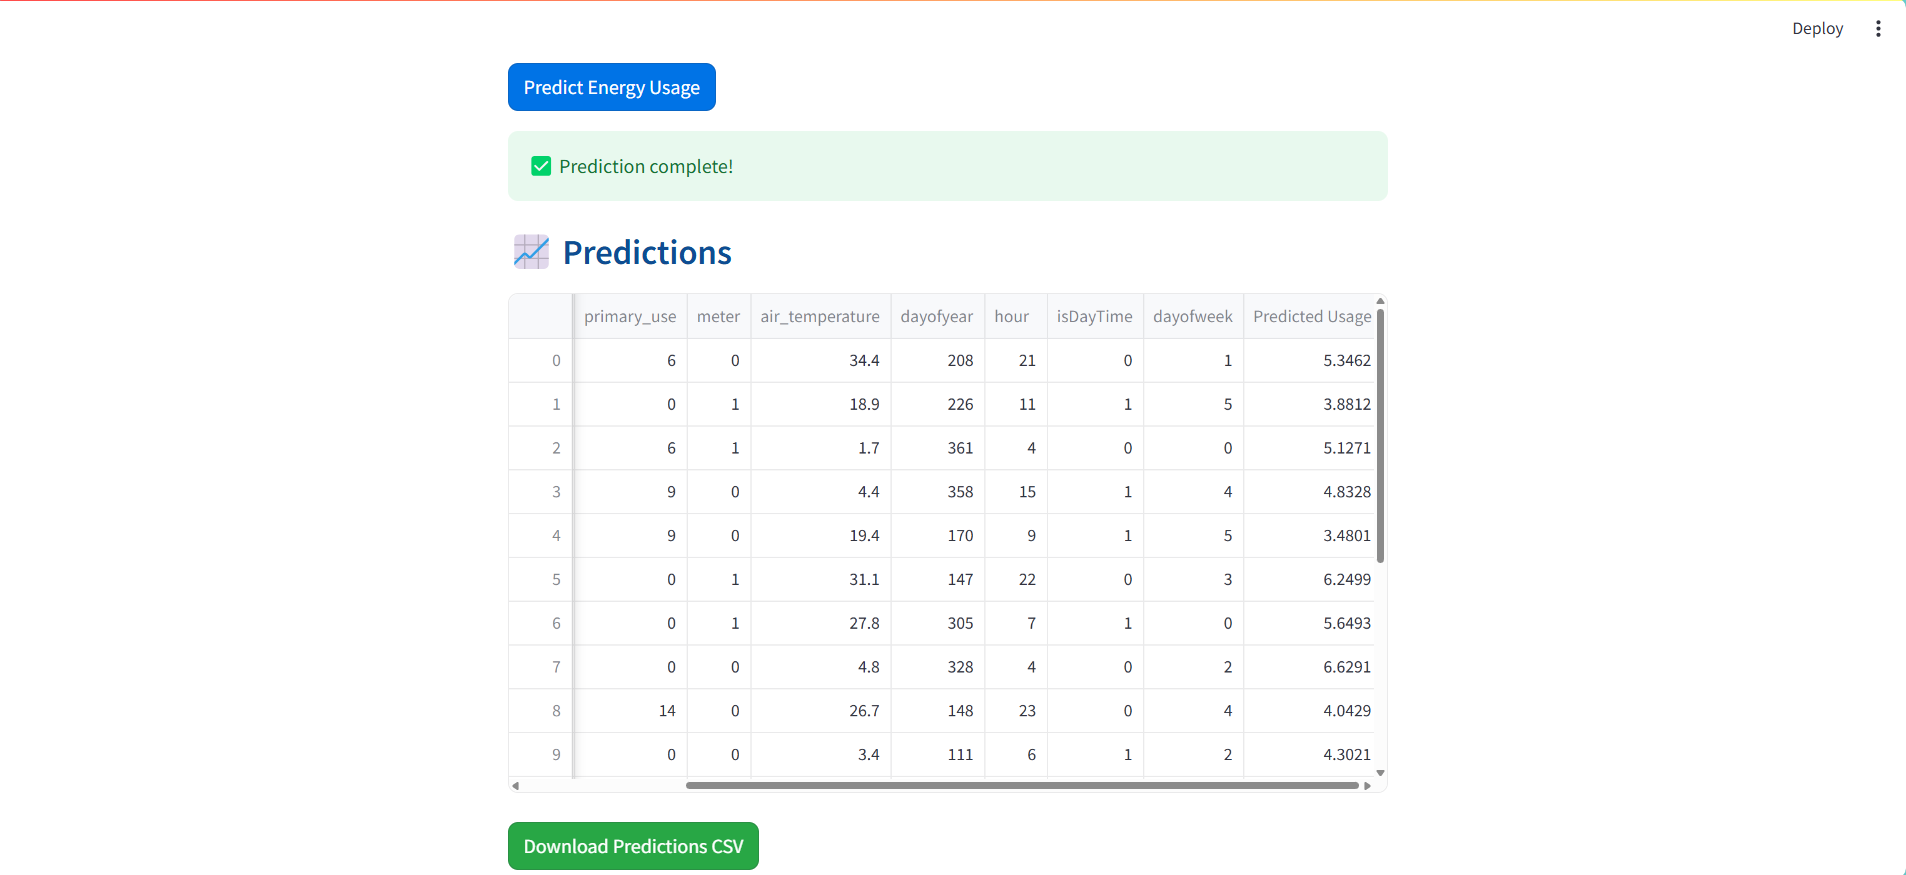 Deploy
Predict Energy Usage
Prediction complete!
Predictions
primary_use meter air_temperature dayofyear hour isDayTime dayofweek Predicted Usage
0 6 0 34.4 208 21 0 1 5.3462
1 0 1 18.9 226 11 1 5 3.8812
2 6 1 1.7 361 4 0 0 5.1271
3 9 0 4.4 358 15 1 4 4.8328
4 9 0 19.4 170 9 1 5 3.4801
5 0 1 31.1 147 22 0 3 6.2499
6 0 1 27.8 305 7 1 0 5.6493
7 0 0 4.8 328 4 0 2 6.6291
8 14 0 26.7 148 23 0 4 4.0429
9 0 0 3.4 111 6 1 2 4.3021
Download Predictions CSV